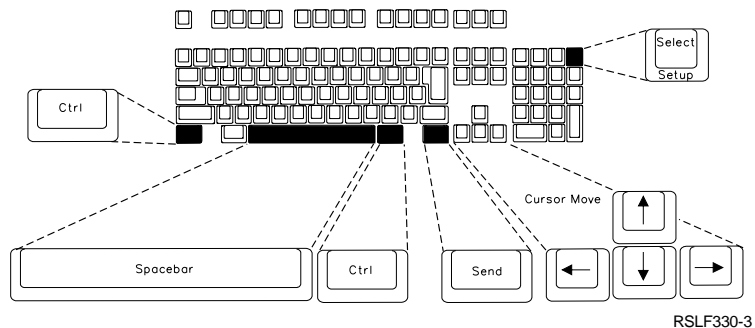 Select
Setup
Ctrl
Cursor Move
Spacebar
Ctrl
Send
RSLF330-3